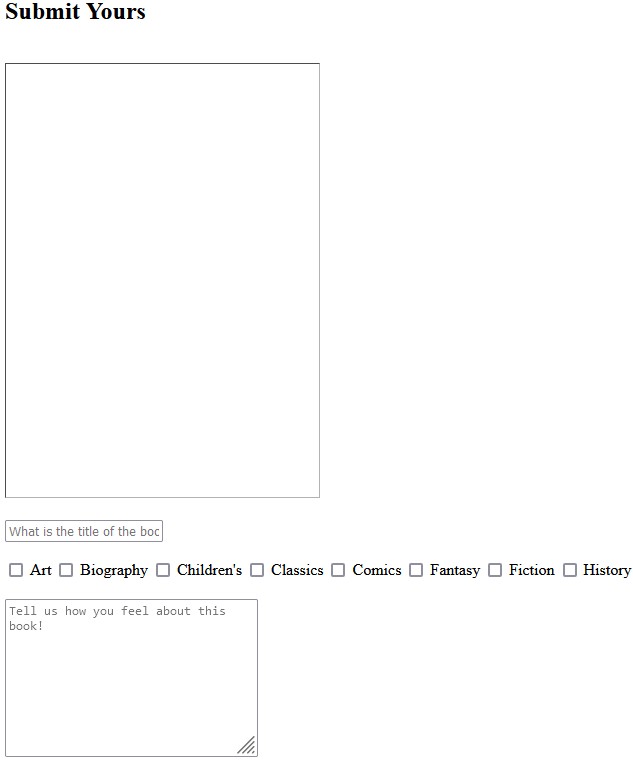 Submit Yours
What is the title of the boo
Art Biography Children's Classics Comics Fantasy Fiction History
Tell us how you feel about this
book!